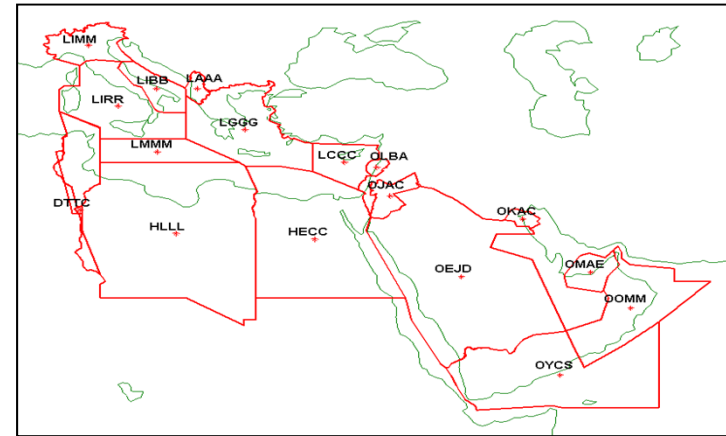 LIMM
LIBB
LAAA
LIRR
LGGG
LMMM
LCCC
OLBA
OJAC
DTTC
OKAC
HLLL
HECC
OMAE
OEJD
OOMM
OYCS